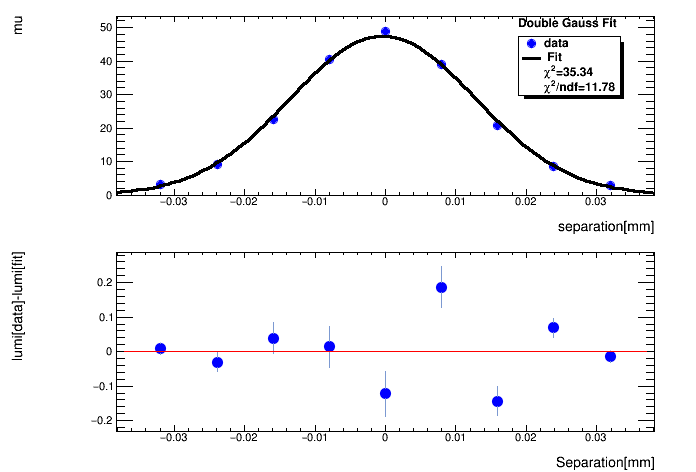 mu
Double Gauss Fit
data
Fit
χ²=35.34
χ²/ndf=11.78
50
40
30
20
10
0
−0.03 −0.02 −0.01 0 0.01 0.02 0.03
separation[mm]
lumi[data]-lumi[fit]
0.2
0.1
0
−0.1
−0.2
−0.03 −0.02 −0.01 0 0.01 0.02 0.03
Separation[mm]